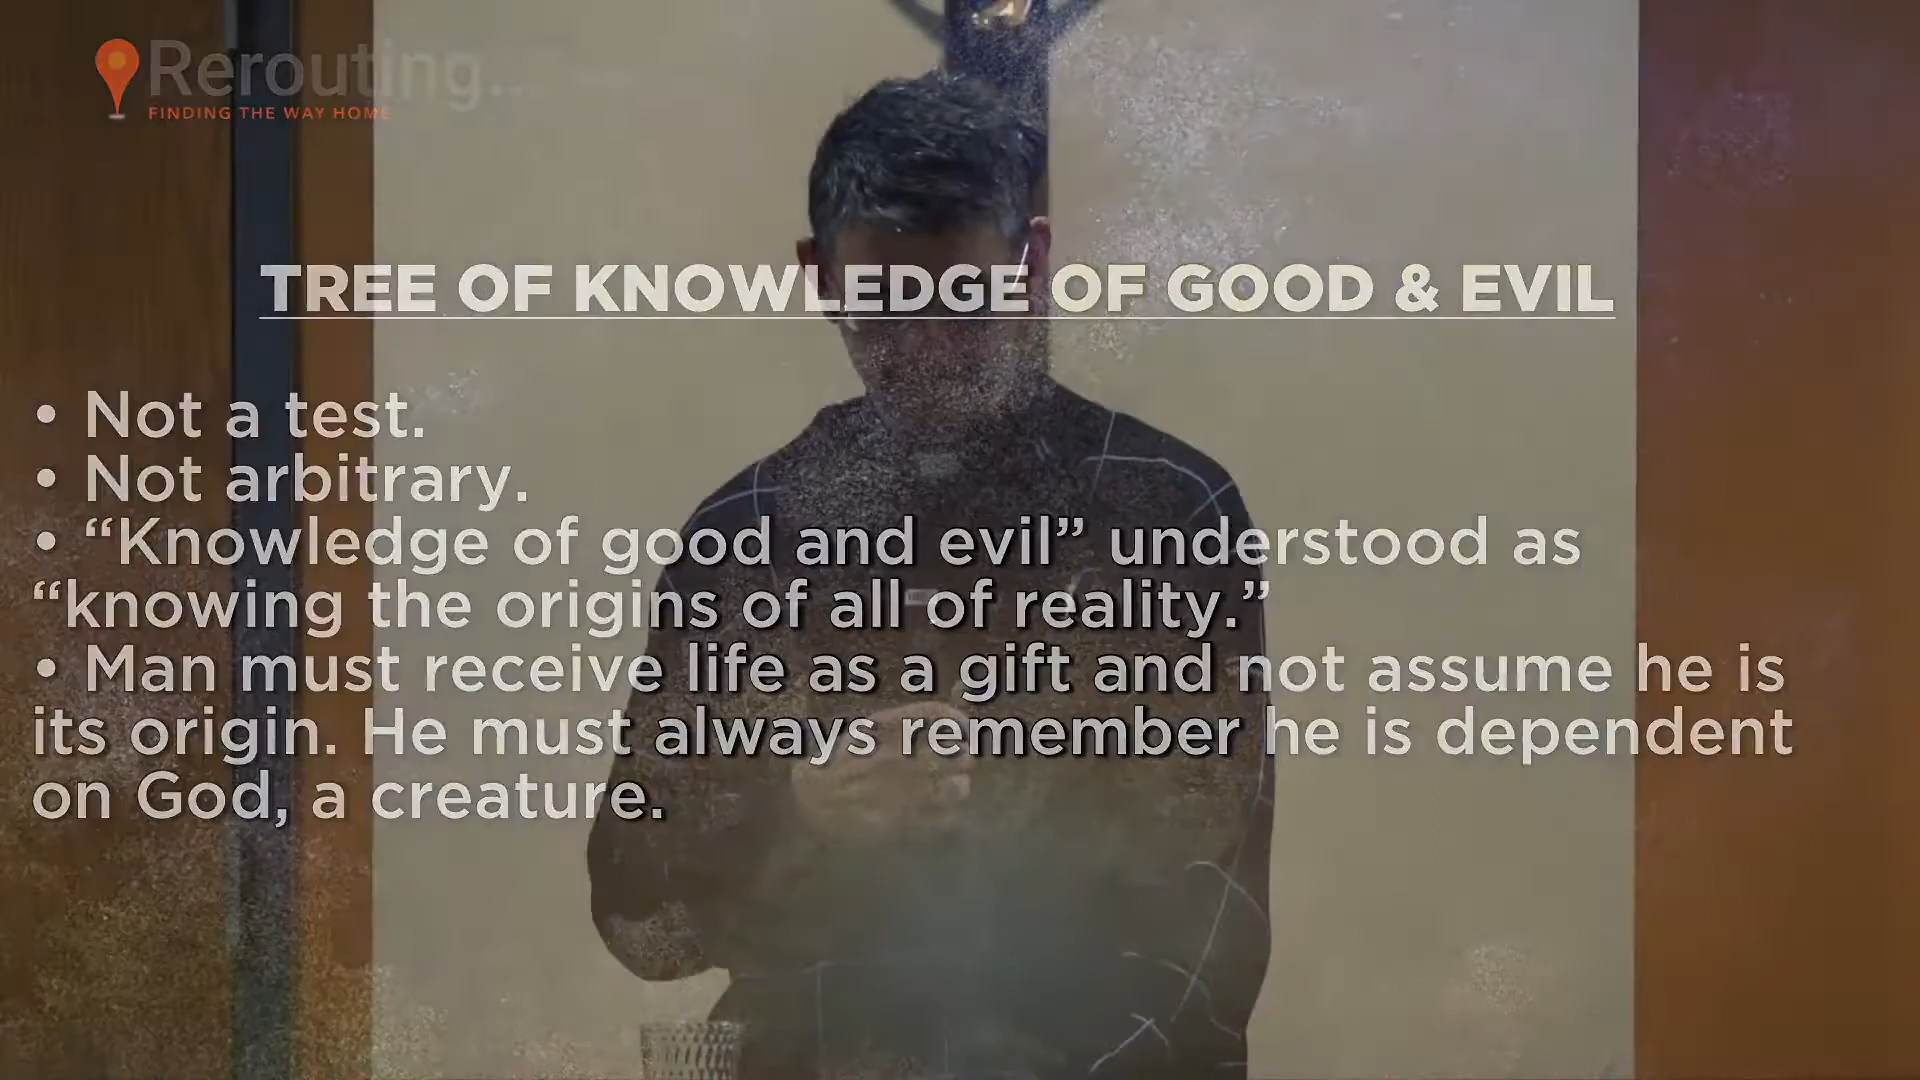 Rerouting...
FINDING THE WAY HOME
TREE OF KNOWLEDGE OF GOOD & EVIL
• Not a test.
• Not arbitrary.
• “Knowledge of good and evil” understood as
“knowing the origins of all of reality.”
• Man must receive life as a gift and not assume he is
its origin. He must always remember he is dependent
on God, a creature.